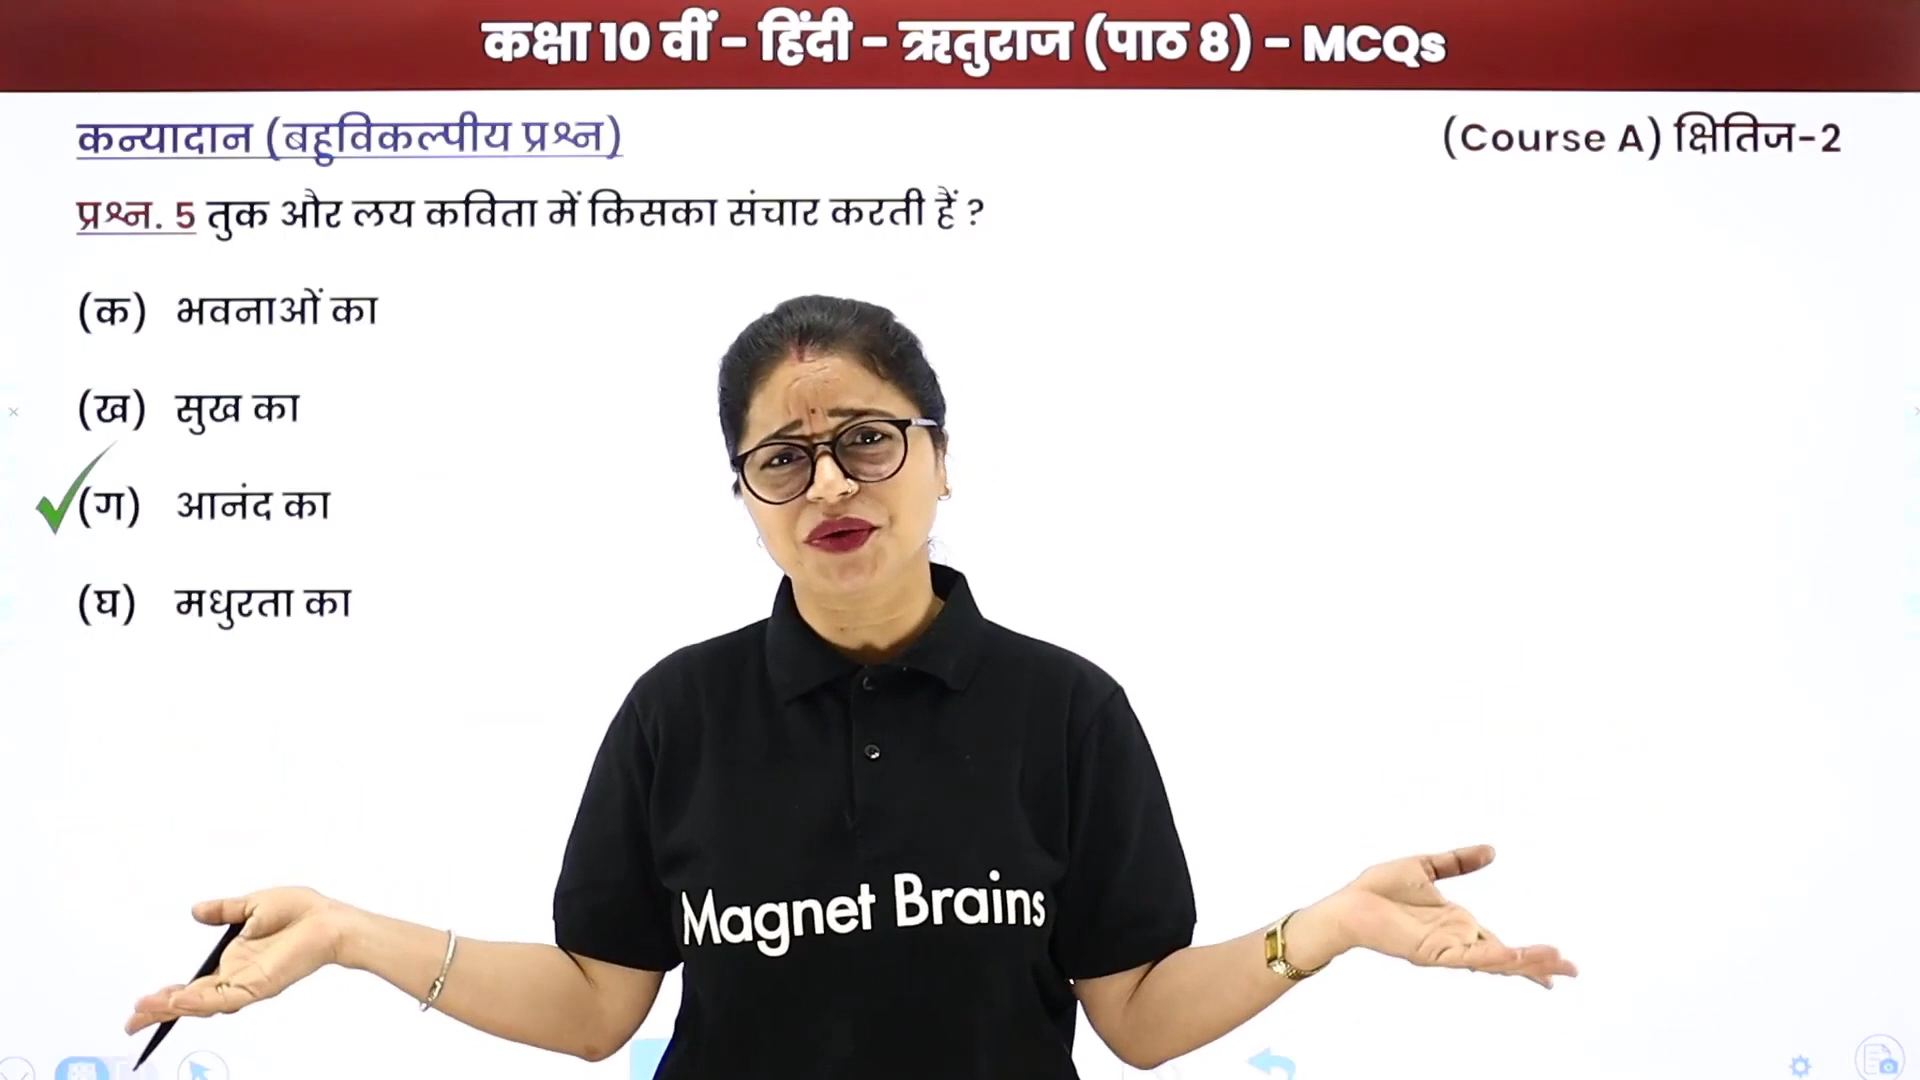 कक्षा 10 वीं - हिंदी - ऋतुराज (पाठ 8) - MCQs
कन्यादान (बहुविकल्पीय प्रश्न)
(Course A) क्षितिज-2
प्रश्न. 5 तुक और लय कविता में किसका संचार करती हैं ?
(क) भवनाओं का
(ख) सुख का
(ग) आनंद का
(घ) मधुरता का
Magnet Brains